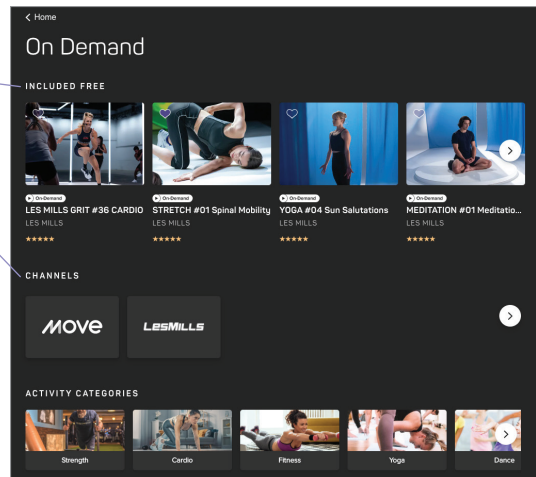 Home
On Demand
INCLUDED FREE
On-Demand
LES MILLS GRIT #36 CARDIO
LES MILLS
On-Demand
STRETCH #01 Spinal Mobility
LES MILLS
On-Demand
YOGA #04 Sun Salutations
LES MILLS
On-Demand
MEDITATION #01 Meditatio...
LES MILLS
CHANNELS
MOVE
LESMILLS
ACTIVITY CATEGORIES
Strength
Cardio
Fitness
Yoga
Dance